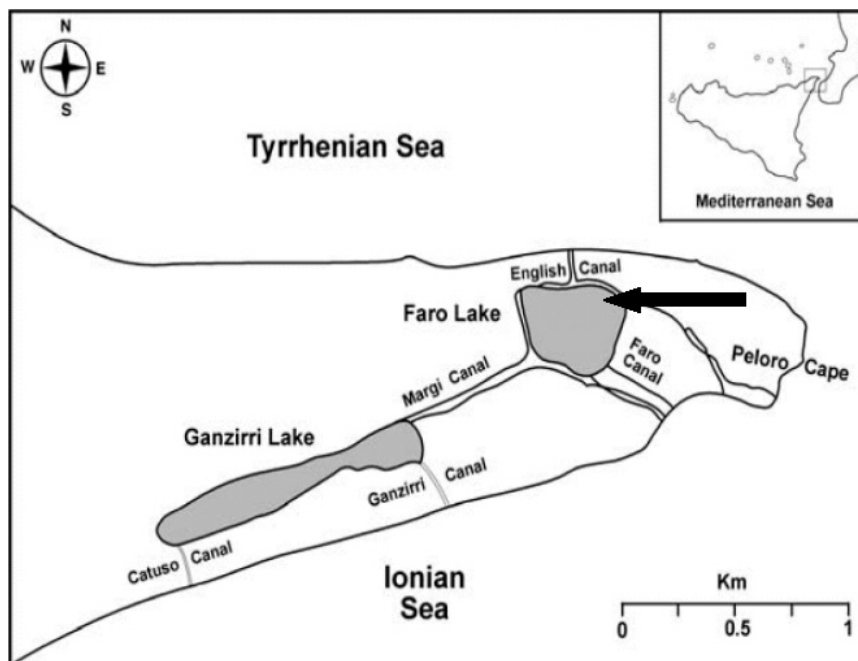 N
W E
S
Tyrrhenian Sea
Mediterranean Sea
English Canal
Faro Lake
Faro
Canal
Peloro Cape
Margi Canal
Ganzirri Lake
Ganzirri Canal
Catuso Canal
Ionian
Sea
Km
0 0.5 1